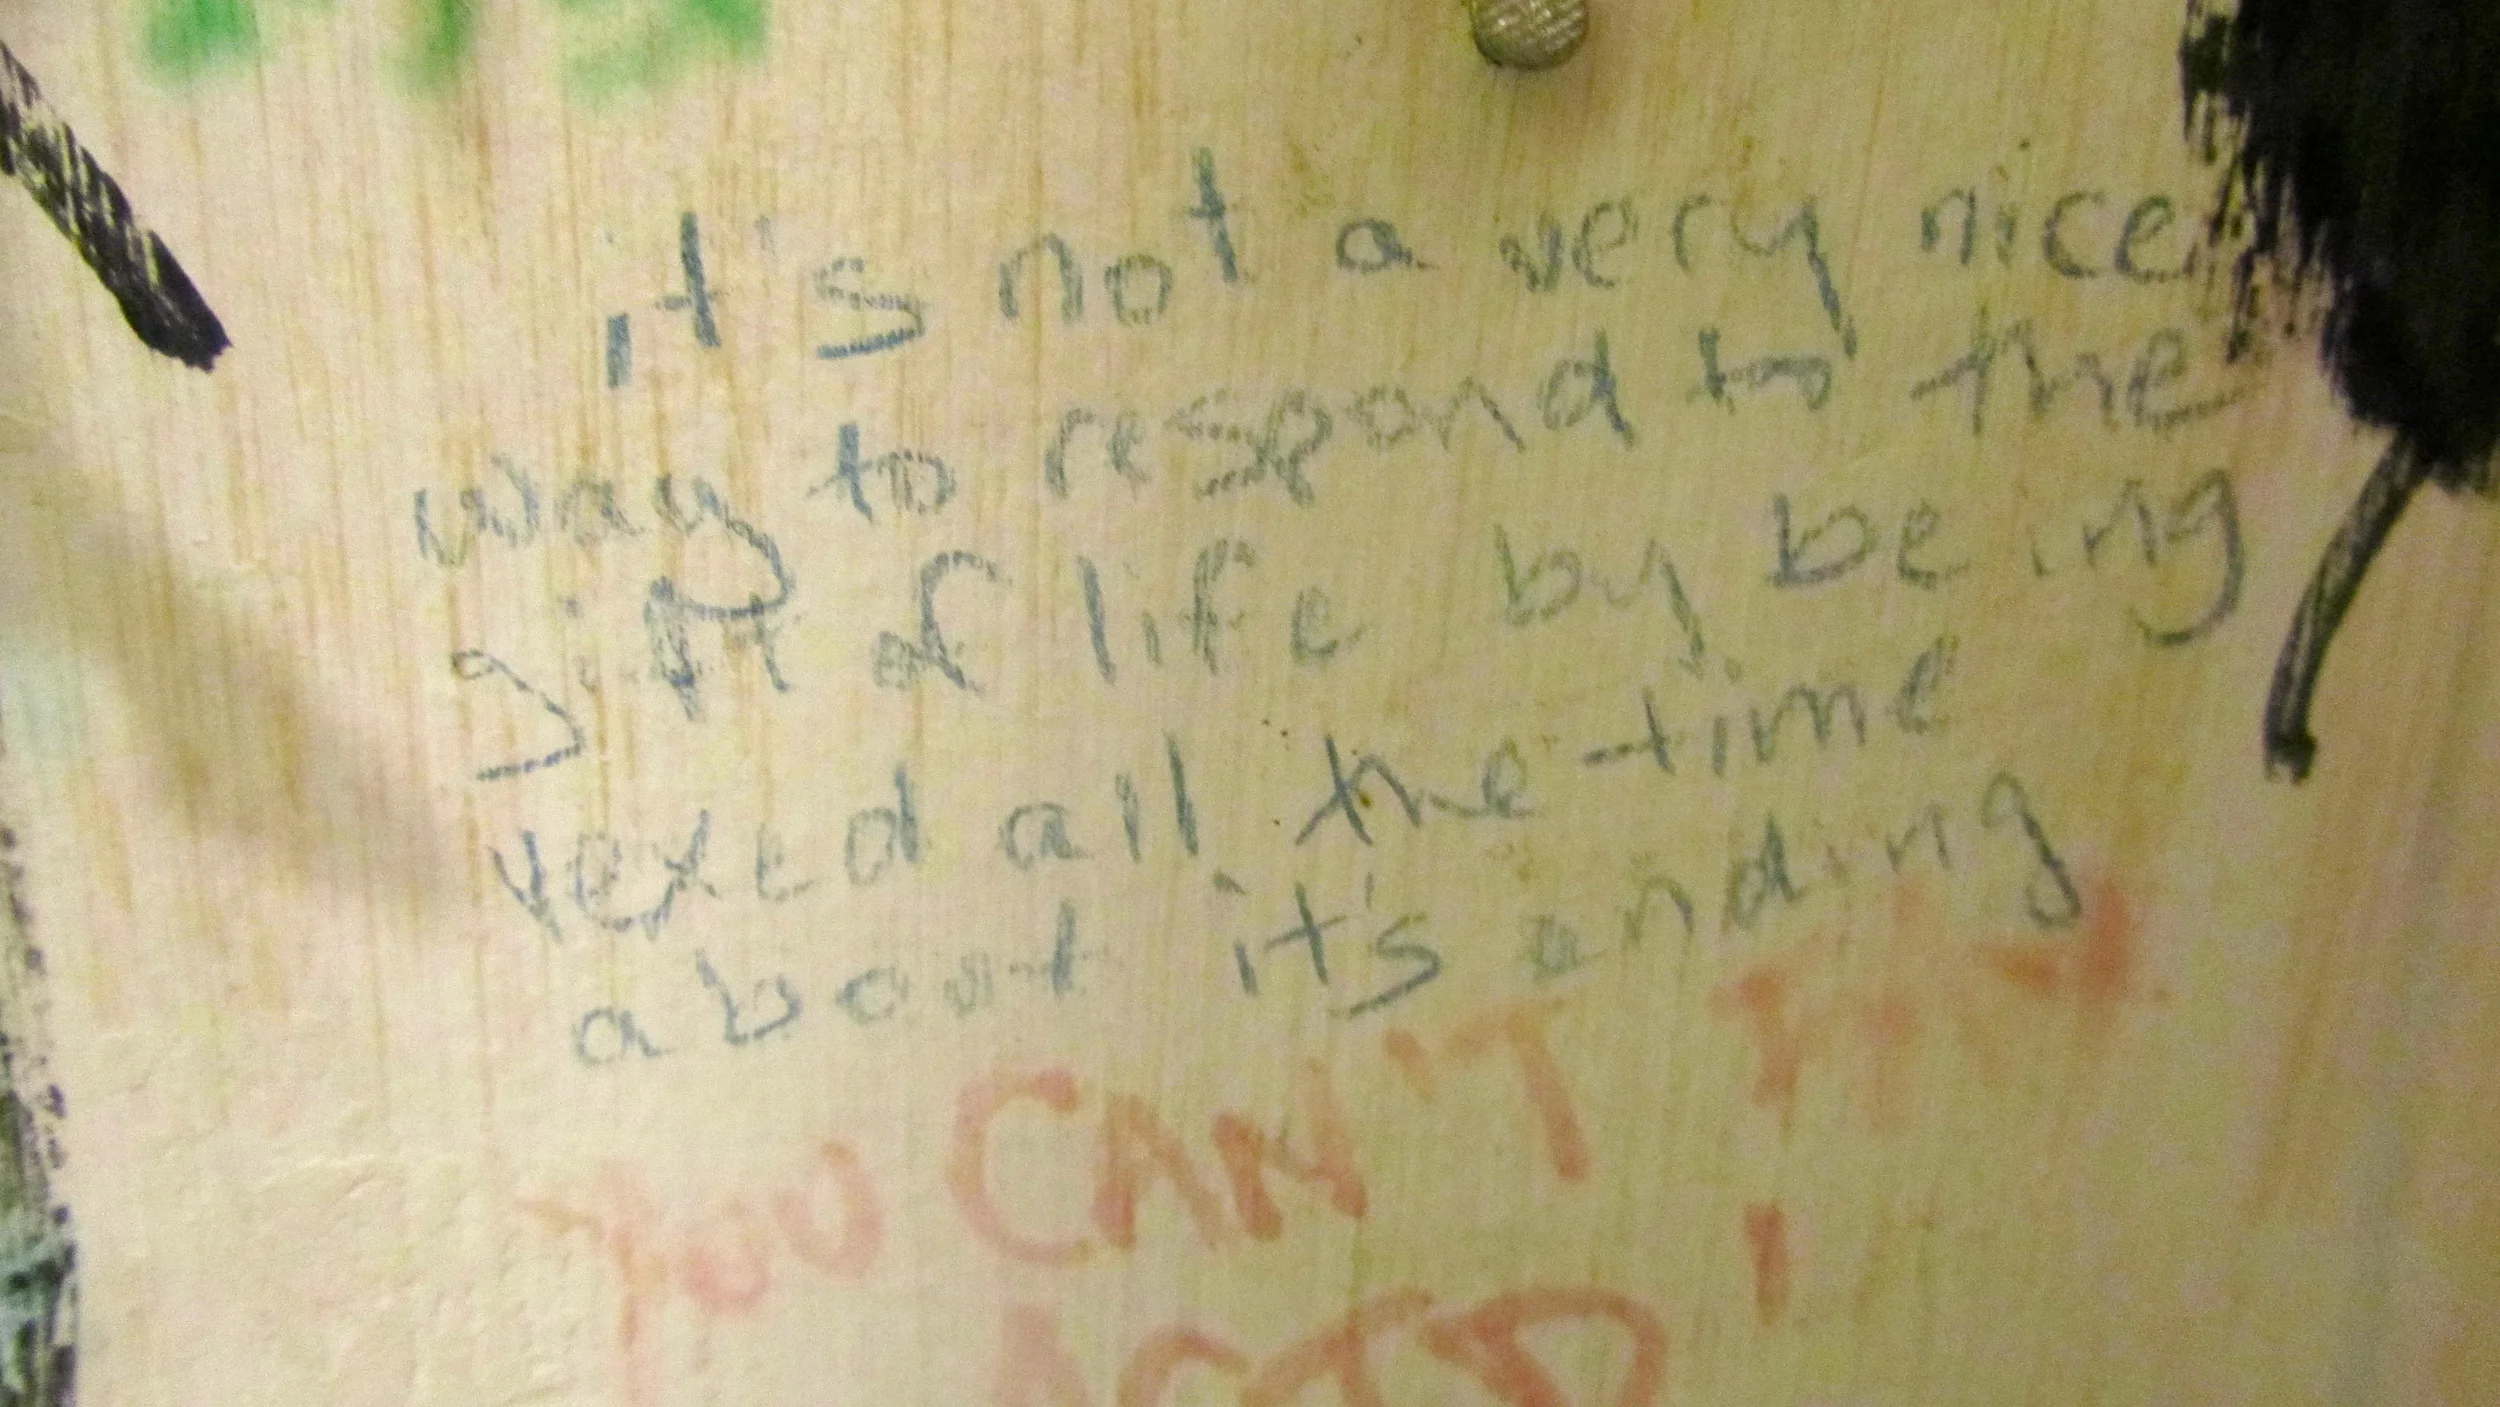 it's not a very nice
way to respond to the
gift of life by being
vexed all the time
about it's ending
YOU CAN'T